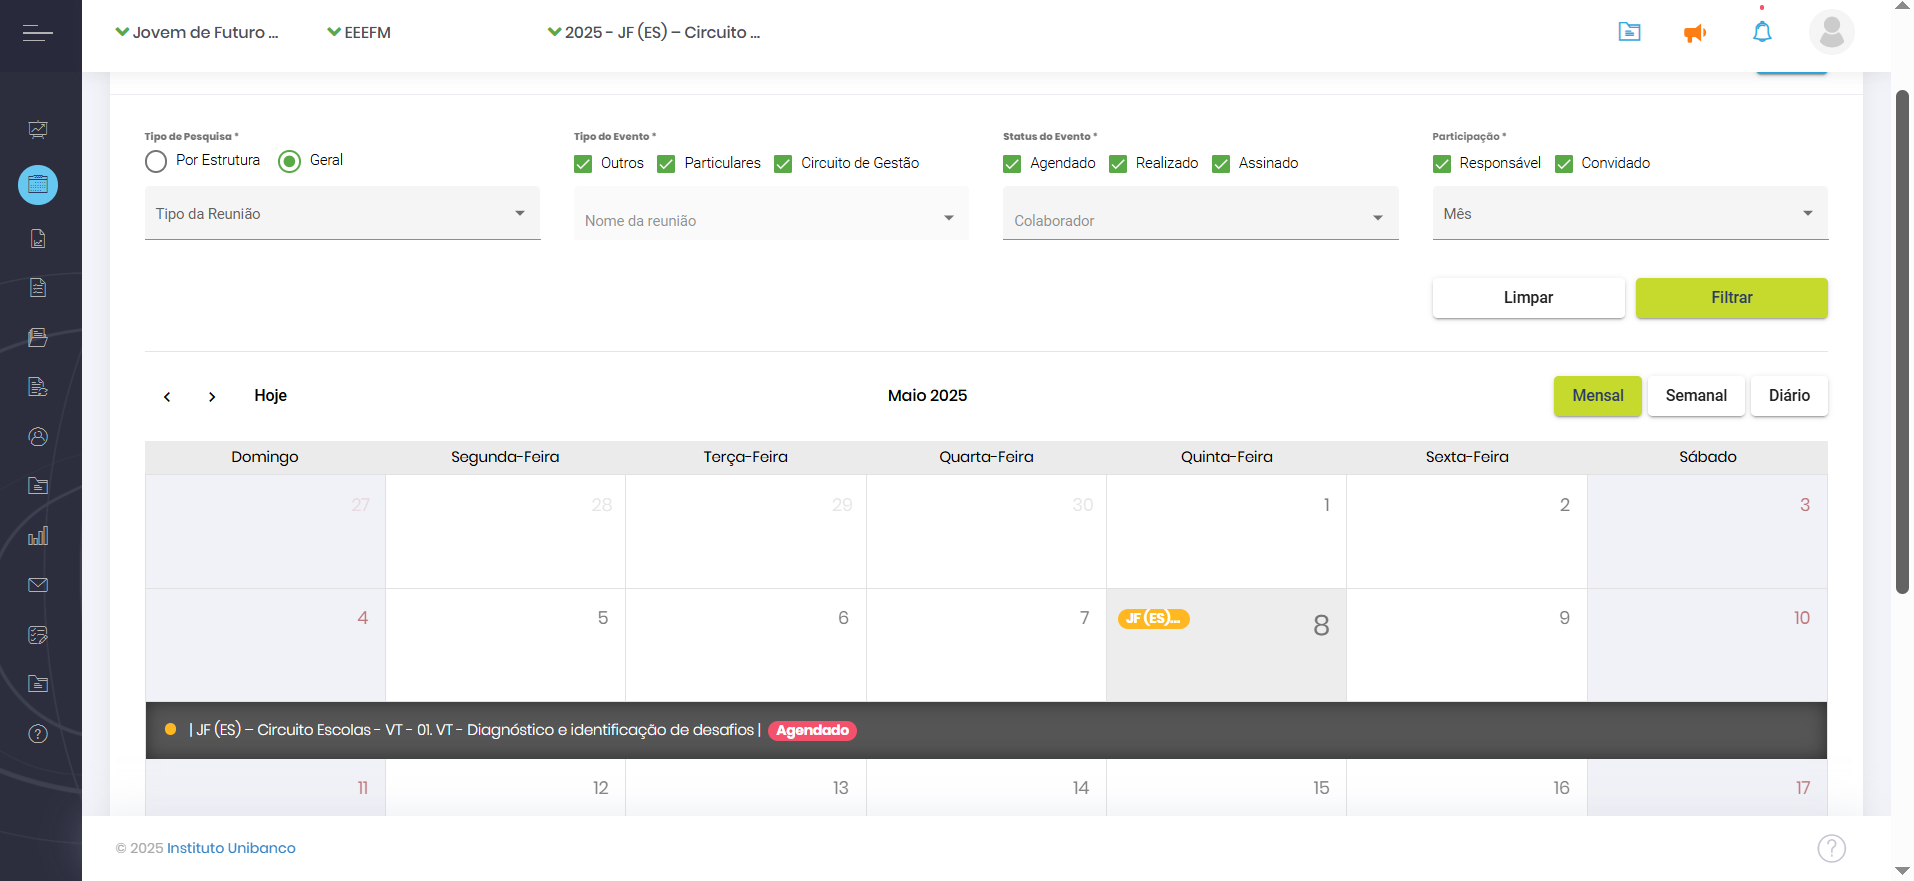 Jovem de Futuro ... EEEFM 2025 - JF (ES) – Circuito ...
Tipo de Pesquisa * Tipo do Evento * Status do Evento * Participação *
Por Estrutura Geral Outros Particulares Circuito de Gestão Agendado Realizado Assinado Responsável Convidado
Tipo da Reunião Nome da reunião Colaborador Mês
Limpar Filtrar
Hoje Maio 2025 Mensal Semanal Diário
Domingo Segunda-Feira Terça-Feira Quarta-Feira Quinta-Feira Sexta-Feira Sábado
27 28 29 30 1 2 3
4 5 6 7 JF (ES)... 8 9 10
| JF (ES) – Circuito Escolas - VT - 01. VT - Diagnóstico e identificação de desafios | Agendado
11 12 13 14 15 16 17
© 2025 Instituto Unibanco